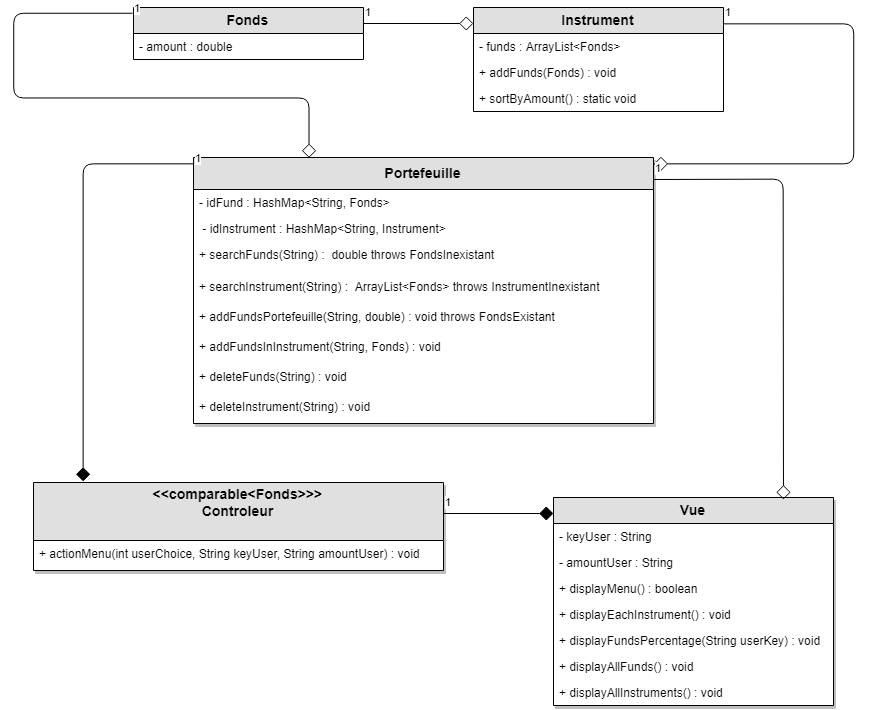 1
Fonds
- amount : double
1
Instrument
- funds : ArrayList<Fonds>
+ addFunds(Fonds) : void
+ sortByAmount() : static void
1
1
Portefeuille
- idFund : HashMap<String, Fonds>
- idInstrument : HashMap<String, Instrument>
+ searchFunds(String) : double throws FondsInexistant
+ searchInstrument(String) : ArrayList<Fonds> throws InstrumentInexistant
+ addFundsPortefeuille(String, double) : void throws FondsExistant
+ addFundsInInstrument(String, Fonds) : void
+ deleteFunds(String) : void
+ deleteInstrument(String) : void
1
<<comparable<Fonds>>>
Controleur
+ actionMenu(int userChoice, String keyUser, String amountUser) : void
1
Vue
- keyUser : String
- amountUser : String
+ displayMenu() : boolean
+ displayEachInstrument() : void
+ displayFundsPercentage(String userKey) : void
+ displayAllFunds() : void
+ displayAllInstruments() : void